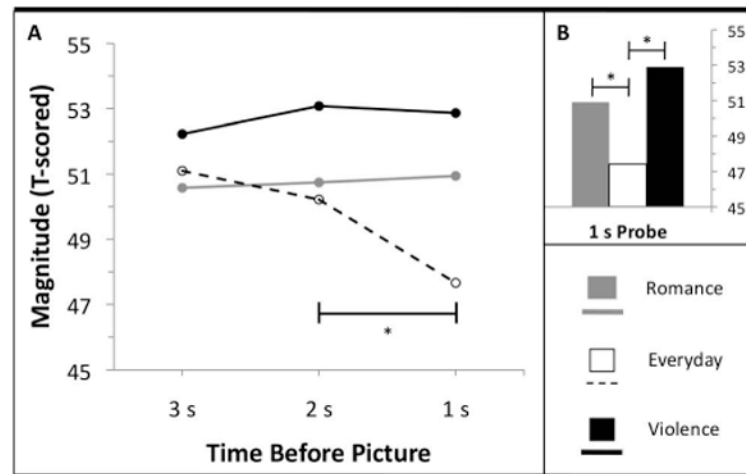 A
Magnitude (T-scored)
55
53
51
49
47
45
*
3 s
2 s
1 s
Time Before Picture
B
*
*
55
53
51
49
47
45
1 s Probe
Romance
Everyday
Violence